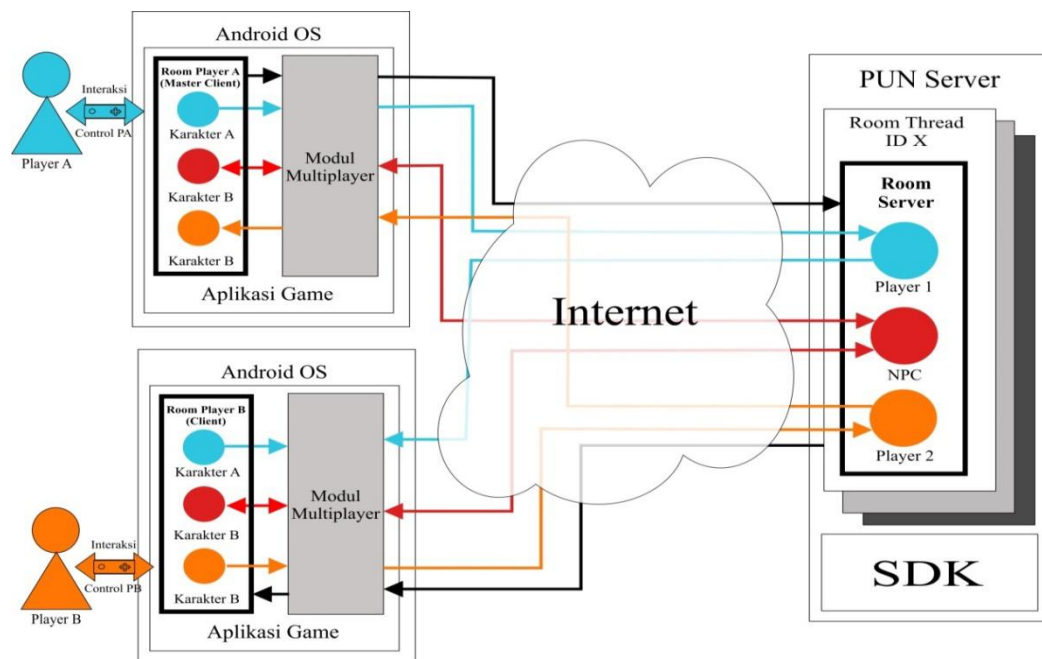 Android OS
Room Player A
(Master Client)
Karakter A
Karakter B
Karakter B
Modul
Multiplayer
Aplikasi Game
Interaksi
Control PA
Player A
Android OS
Room Player B
(Client)
Karakter A
Karakter B
Karakter B
Modul
Multiplayer
Aplikasi Game
Interaksi
Control PB
Player B
Internet
PUN Server
Room Thread
ID X
Room
Server
Player 1
NPC
Player 2
SDK